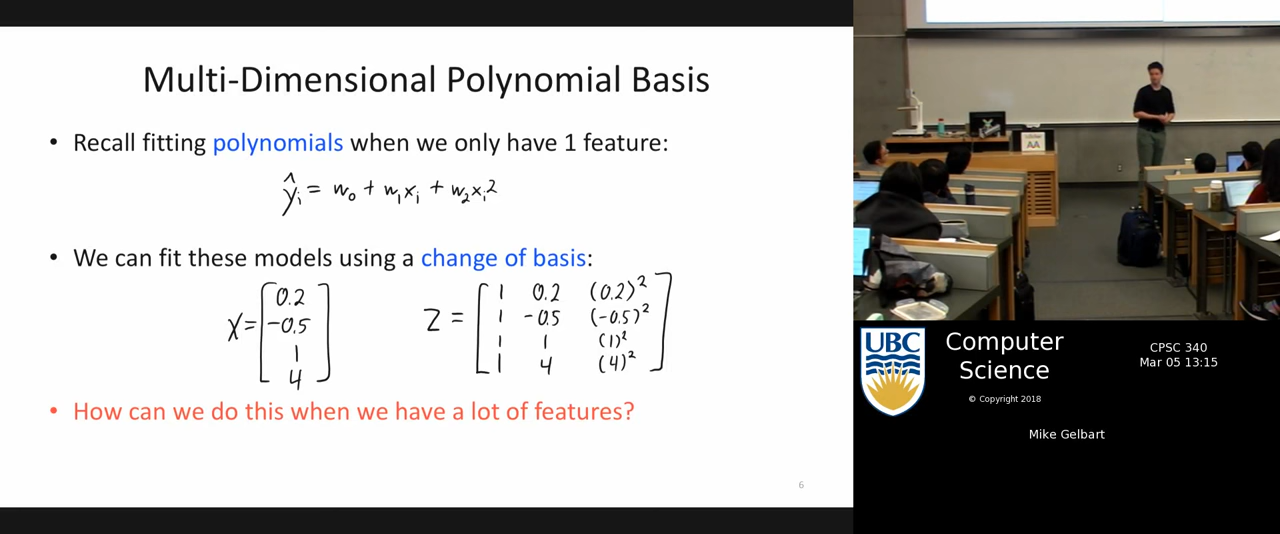 Multi-Dimensional Polynomial Basis
• Recall fitting polynomials when we only have 1 feature:
ŷᵢ = w₀ + w₁xᵢ + w₂xᵢ²
• We can fit these models using a change of basis:
X = [0.2
-0.5
1
4]
Z = [1 0.2 (0.2)²
1 -0.5 (-0.5)²
1 1 (1)²
1 4 (4)²]
• How can we do this when we have a lot of features?
6
AA
UBC
Computer
Science
© Copyright 2018
CPSC 340
Mar 05 13:15
Mike Gelbart